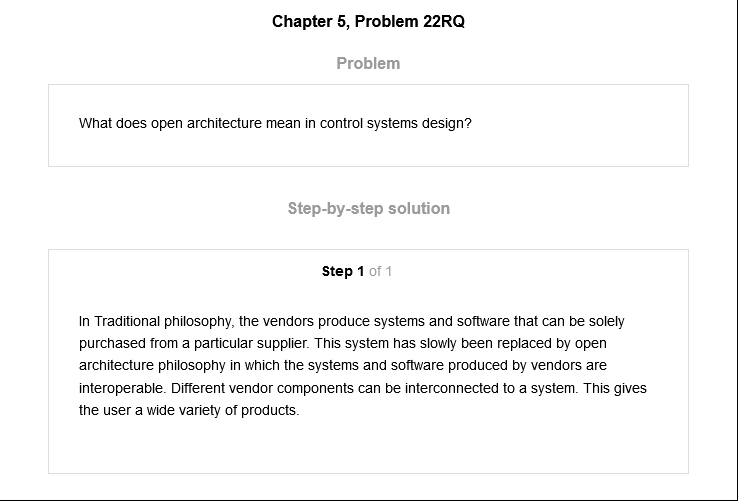 Chapter 5, Problem 22RQ
Problem
What does open architecture mean in control systems design?
Step-by-step solution
Step 1 of 1
In Traditional philosophy, the vendors produce systems and software that can be solely
purchased from a particular supplier. This system has slowly been replaced by open
architecture philosophy in which the systems and software produced by vendors are
interoperable. Different vendor components can be interconnected to a system. This gives
the user a wide variety of products.